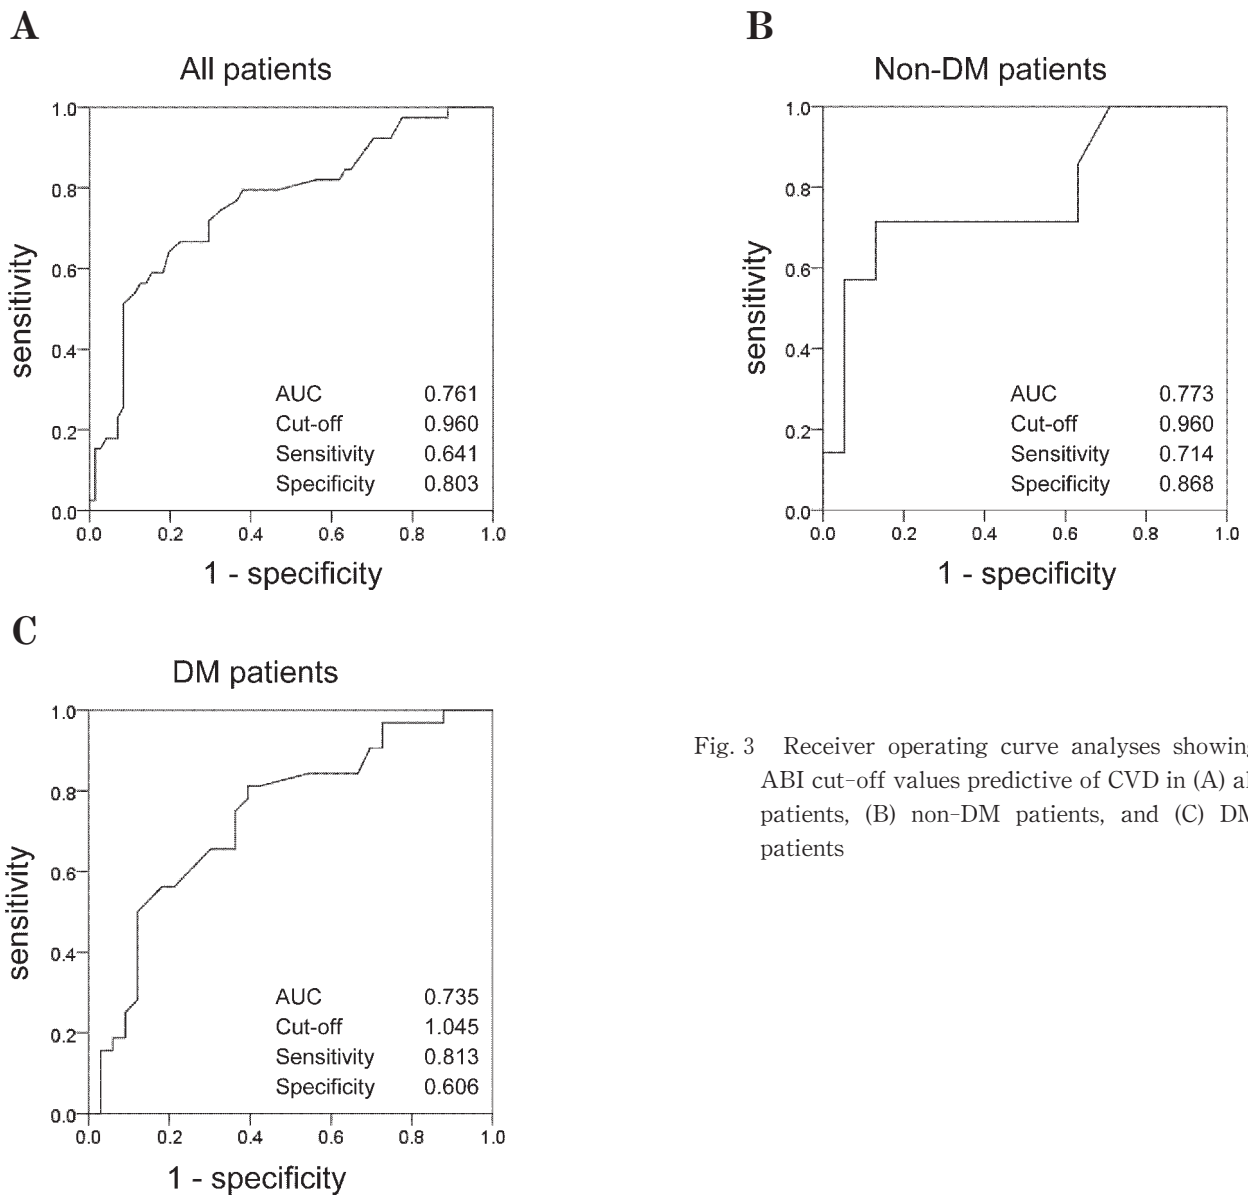 A
All patients
1.0
0.8
0.6
0.4
0.2
0.0
sensitivity
AUC 0.761
Cut-off 0.960
Sensitivity 0.641
Specificity 0.803
0.0 0.2 0.4 0.6 0.8 1.0
1 - specificity
B
Non-DM patients
1.0
0.8
0.6
0.4
0.2
0.0
sensitivity
AUC 0.773
Cut-off 0.960
Sensitivity 0.714
Specificity 0.868
0.0 0.2 0.4 0.6 0.8 1.0
1 - specificity
C
DM patients
1.0
0.8
0.6
0.4
0.2
0.0
sensitivity
AUC 0.735
Cut-off 1.045
Sensitivity 0.813
Specificity 0.606
0.0 0.2 0.4 0.6 0.8 1.0
1 - specificity
Fig. 3 Receiver operating curve analyses showing
ABI cut-off values predictive of CVD in (A) al
patients, (B) non-DM patients, and (C) DM
patients